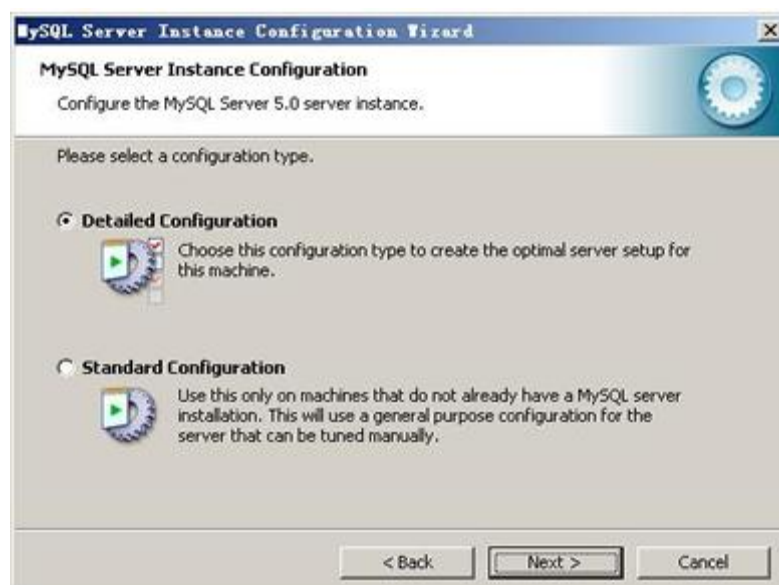 MySQL Server Instance Configuration Wizard
MySQL Server Instance Configuration
Configure the MySQL Server 5.0 server instance.
Please select a configuration type.
Detailed Configuration
Choose this configuration type to create the optimal server setup for
this machine.
Standard Configuration
Use this only on machines that do not already have a MySQL server
installation. This will use a general purpose configuration for the
server that can be tuned manually.
< Back
Next >
Cancel